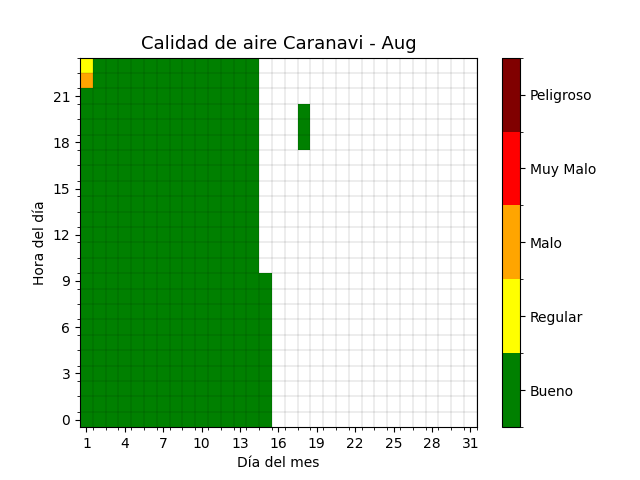 Calidad de aire Caranavi - Aug
Hora del día
21
18
15
12
9
6
3
0
1 4 7 10 13 16 19 22 25 28 31
Día del mes
Peligroso
Muy Malo
Malo
Regular
Bueno